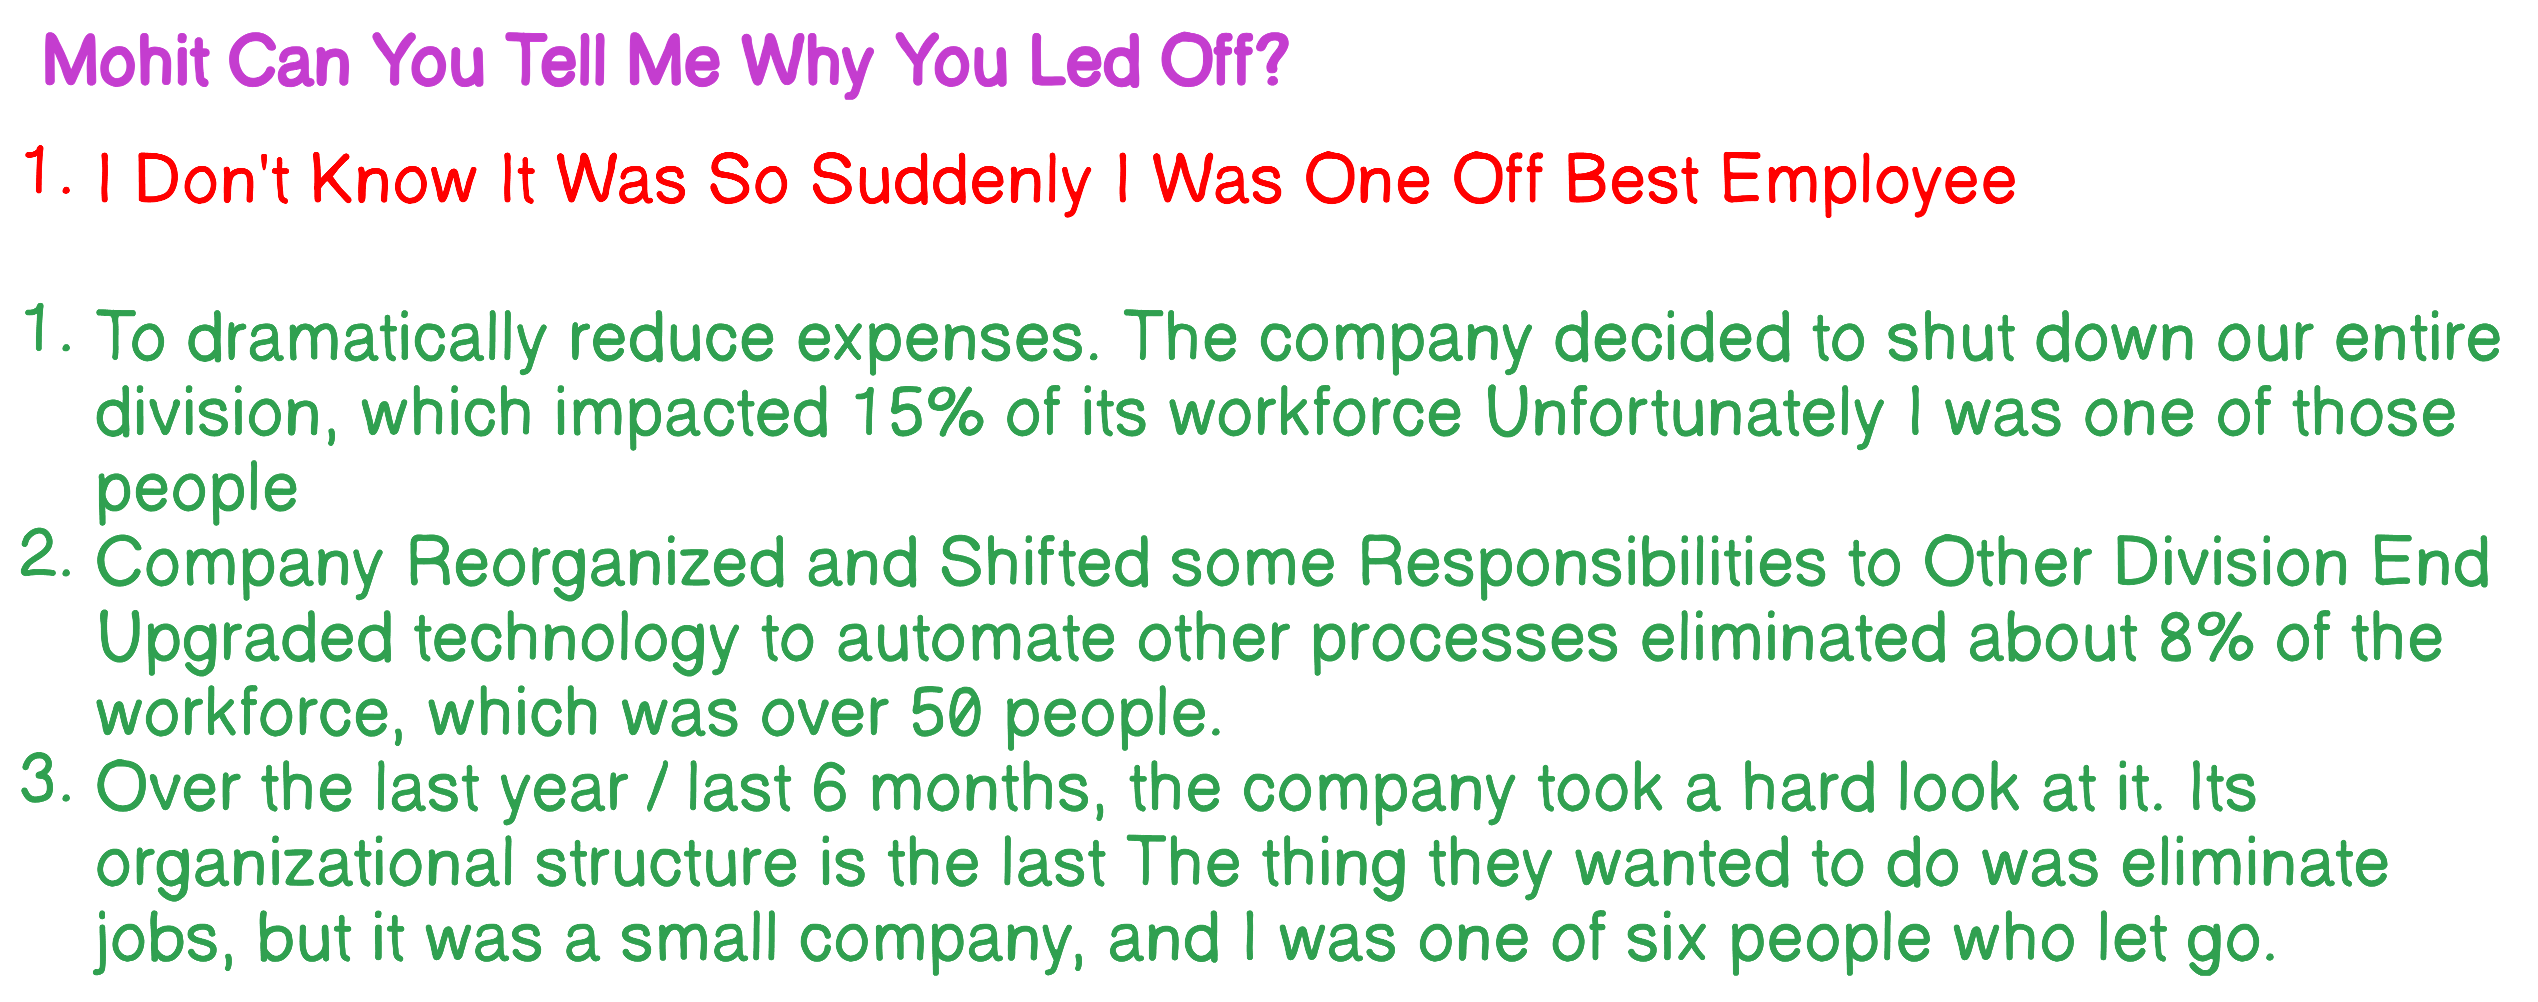 Mohit Can You Tell Me Why You Led Off?
1. I Don't Know It Was So Suddenly I Was One Off Best Employee
1. To dramatically reduce expenses. The company decided to shut down our entire
division, which impacted 15% of its workforce Unfortunately I was one of those
people
2. Company Reorganized and Shifted some Responsibilities to Other Division End
Upgraded technology to automate other processes eliminated about 8% of the
workforce, which was over 50 people.
3. Over the last year / last 6 months, the company took a hard look at it. Its
organizational structure is the last The thing they wanted to do was eliminate
jobs, but it was a small company, and I was one of six people who let go.